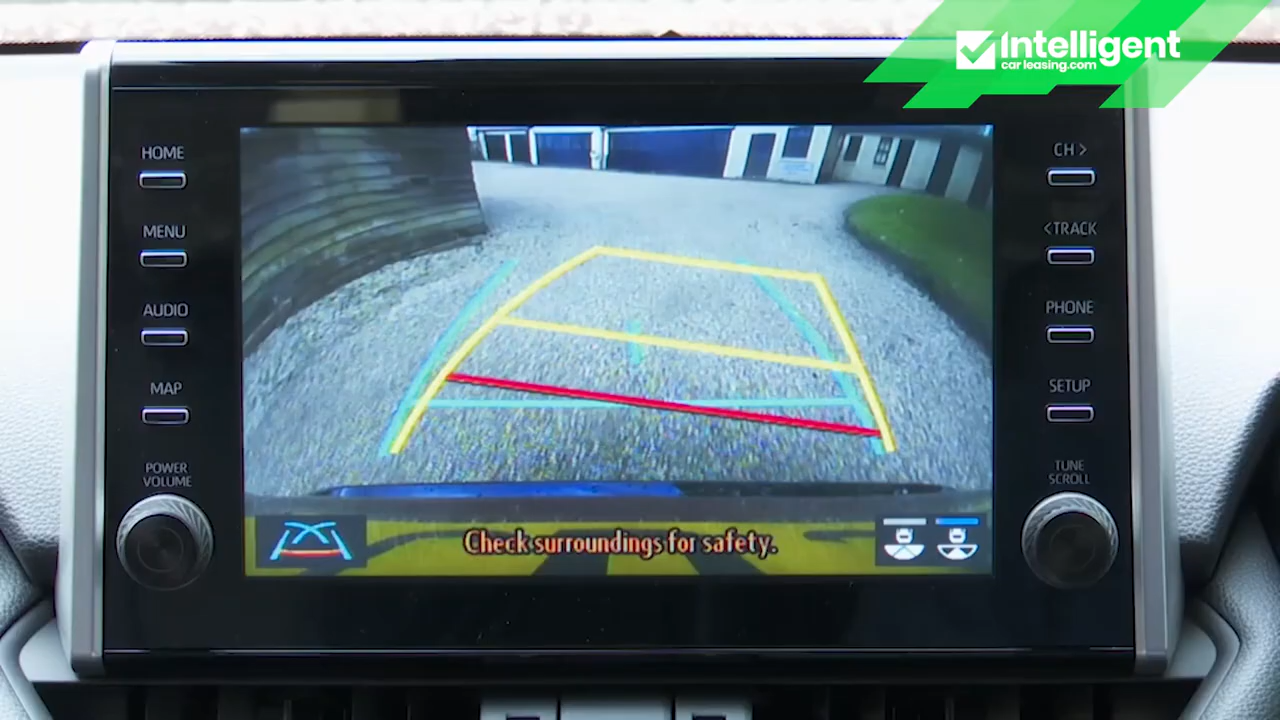 Intelligent
carleasing.com
HOME
MENU
AUDIO
MAP
POWER
VOLUME
CH >
<TRACK
PHONE
SETUP
TUNE
SCROLL
Check surroundings for safety.